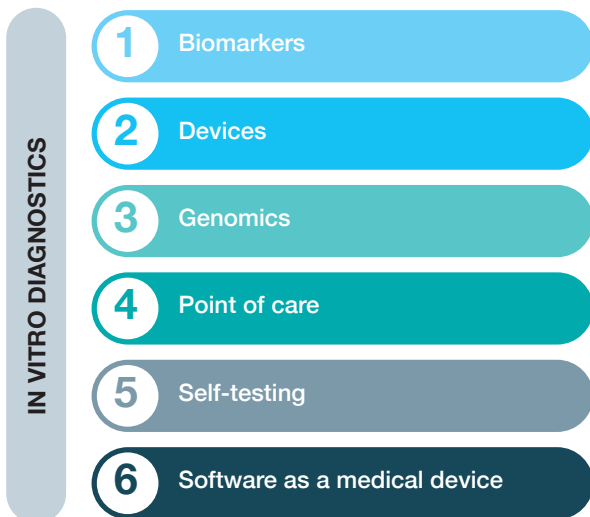 IN VITRO DIAGNOSTICS
1 Biomarkers
2 Devices
3 Genomics
4 Point of care
5 Self-testing
6 Software as a medical device